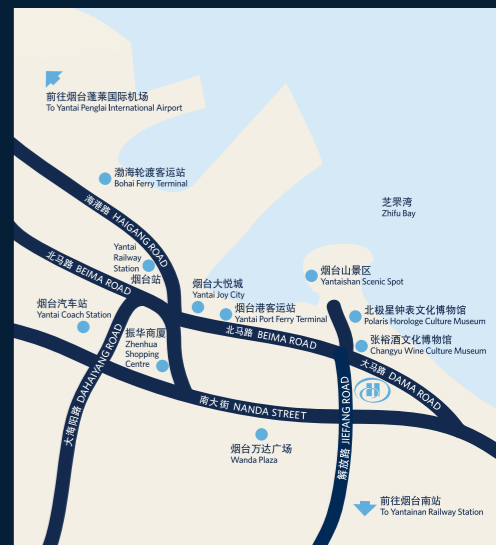 前往烟台蓬莱国际机场
To Yantai Penglai International Airport
渤海轮渡客运站
Bohai Ferry Terminal
芝罘湾
Zhifu Bay
海港路 HAIGANG ROAD
Yantai
Railway
Station
烟台站
北马路 BEIMA ROAD
烟台山景区
Yantaishan Scenic Spot
烟台大悦城
Yantai Joy City
烟台汽车站
Yantai Coach Station
烟台港客运站
Yantai Port Ferry Terminal
北极星钟表文化博物馆
Polaris Horologe Culture Museum
振华商厦
Zhenhua
Shopping
Centre
北马路 BEIMA ROAD
张裕酒文化博物馆
Changyu Wine Culture Museum
大马路 DAMA ROAD
大海阳路 DAHAIYANG ROAD
南大街 NANDA STREET
解放路 JIEFANG ROAD
H
烟台万达广场
Wanda Plaza
前往烟台南站
To Yantainan Railway Station